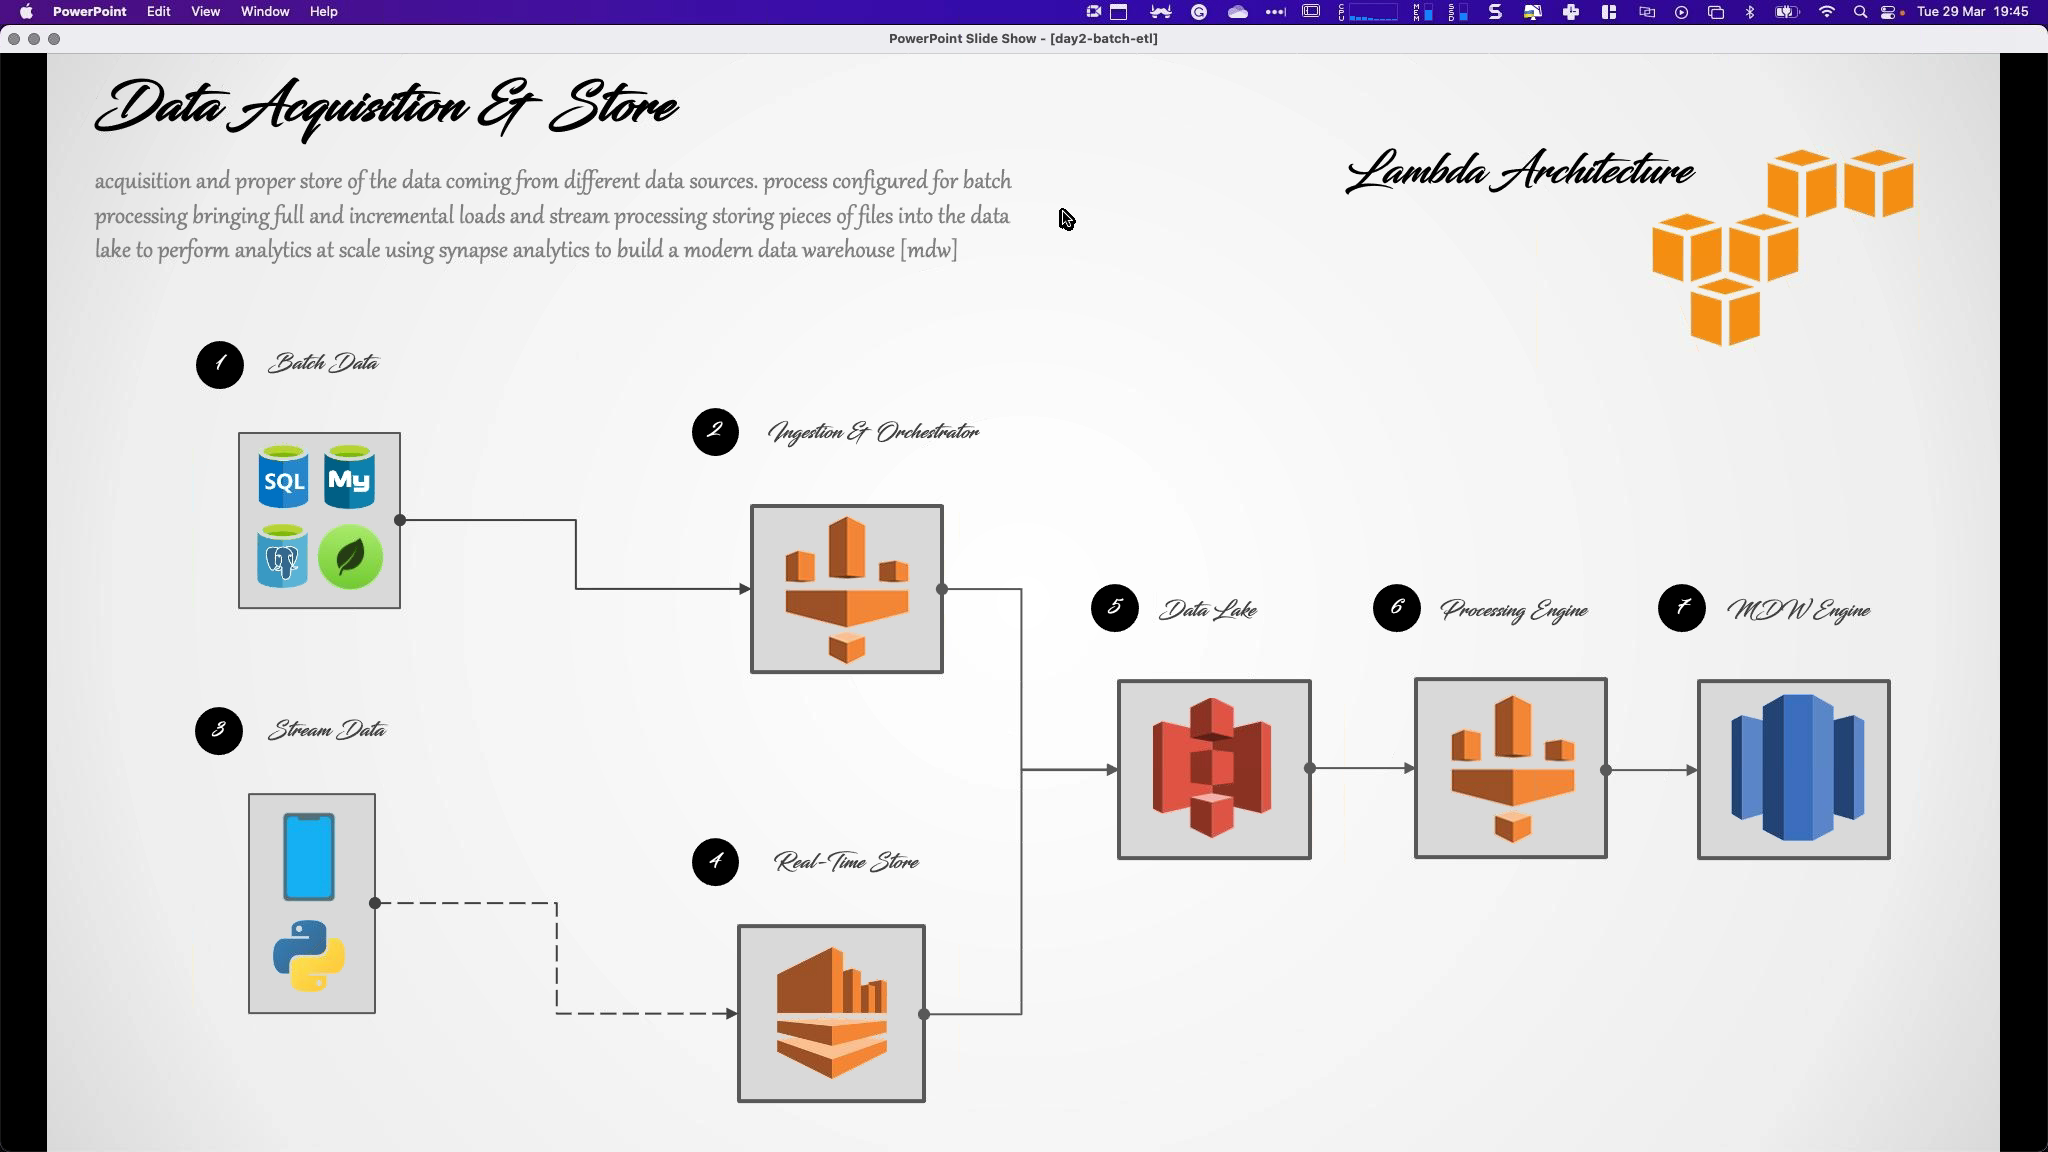 PowerPoint Edit View Window Help
CPU MEM SSD Tue 29 Mar 19:45
PowerPoint Slide Show - [day2-batch-etl]
Data Acquisition & Store
acquisition and proper store of the data coming from different data sources. process configured for batch
processing bringing full and incremental loads and stream processing storing pieces of files into the data
lake to perform analytics at scale using synapse analytics to build a modern data warehouse [mdw]
Lambda Architecture
1 Batch Data
SQL My
2 Ingestion & Orchestrator
3 Stream Data
4 Real-Time Store
5 Data Lake
6 Processing Engine
7 MDW Engine